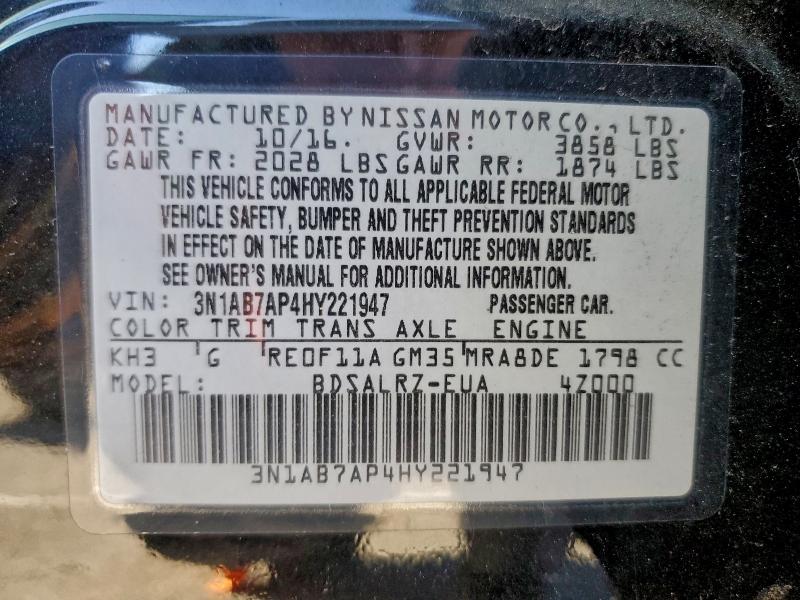 MANUFACTURED BY NISSAN MOTOR CO., LTD.
DATE: 10/16. GVWR: 3858 LBS
GAWR FR: 2028 LBS GAWR RR: 1874 LBS
THIS VEHICLE CONFORMS TO ALL APPLICABLE FEDERAL MOTOR
VEHICLE SAFETY, BUMPER AND THEFT PREVENTION STANDARDS
IN EFFECT ON THE DATE OF MANUFACTURE SHOWN ABOVE.
SEE OWNER'S MANUAL FOR ADDITIONAL INFORMATION.
VIN: 3N1AB7AP4HY221947 PASSENGER CAR.
COLOR TRIM TRANS AXLE ENGINE
KH3 G RE0F11A GM35 MRA8DE 1798 CC
MODEL: BDSALRZ-EUA 4Z000
3N1AB7AP4HY221947